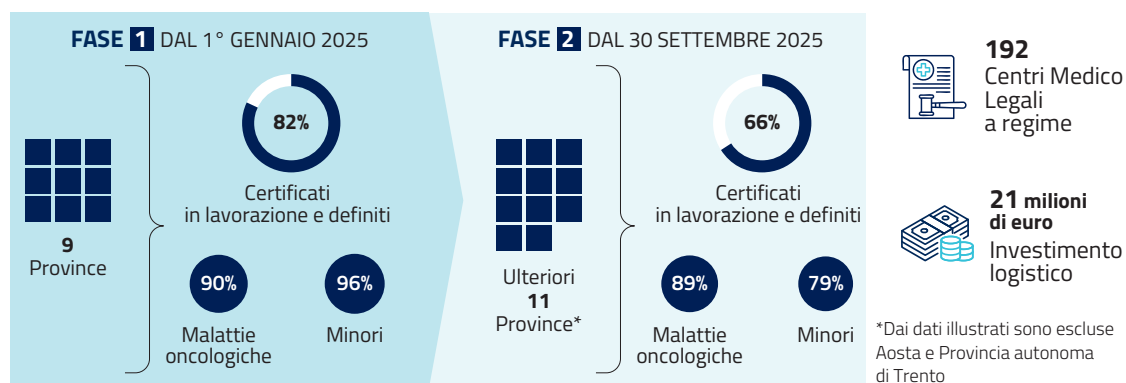 FASE 1 DAL 1° GENNAIO 2025
82%
Certificati
in lavorazione e definiti
9
Province
90%
Malattie
oncologiche
96%
Minori
FASE 2 DAL 30 SETTEMBRE 2025
66%
Certificati
in lavorazione e definiti
Ulteriori
11
Province*
89%
Malattie
oncologiche
79%
Minori
192
Centri Medico
Legali
a regime
21 milioni
di euro
Investimento
logistico
*Dai dati illustrati sono escluse
Aosta e Provincia autonoma
di Trento